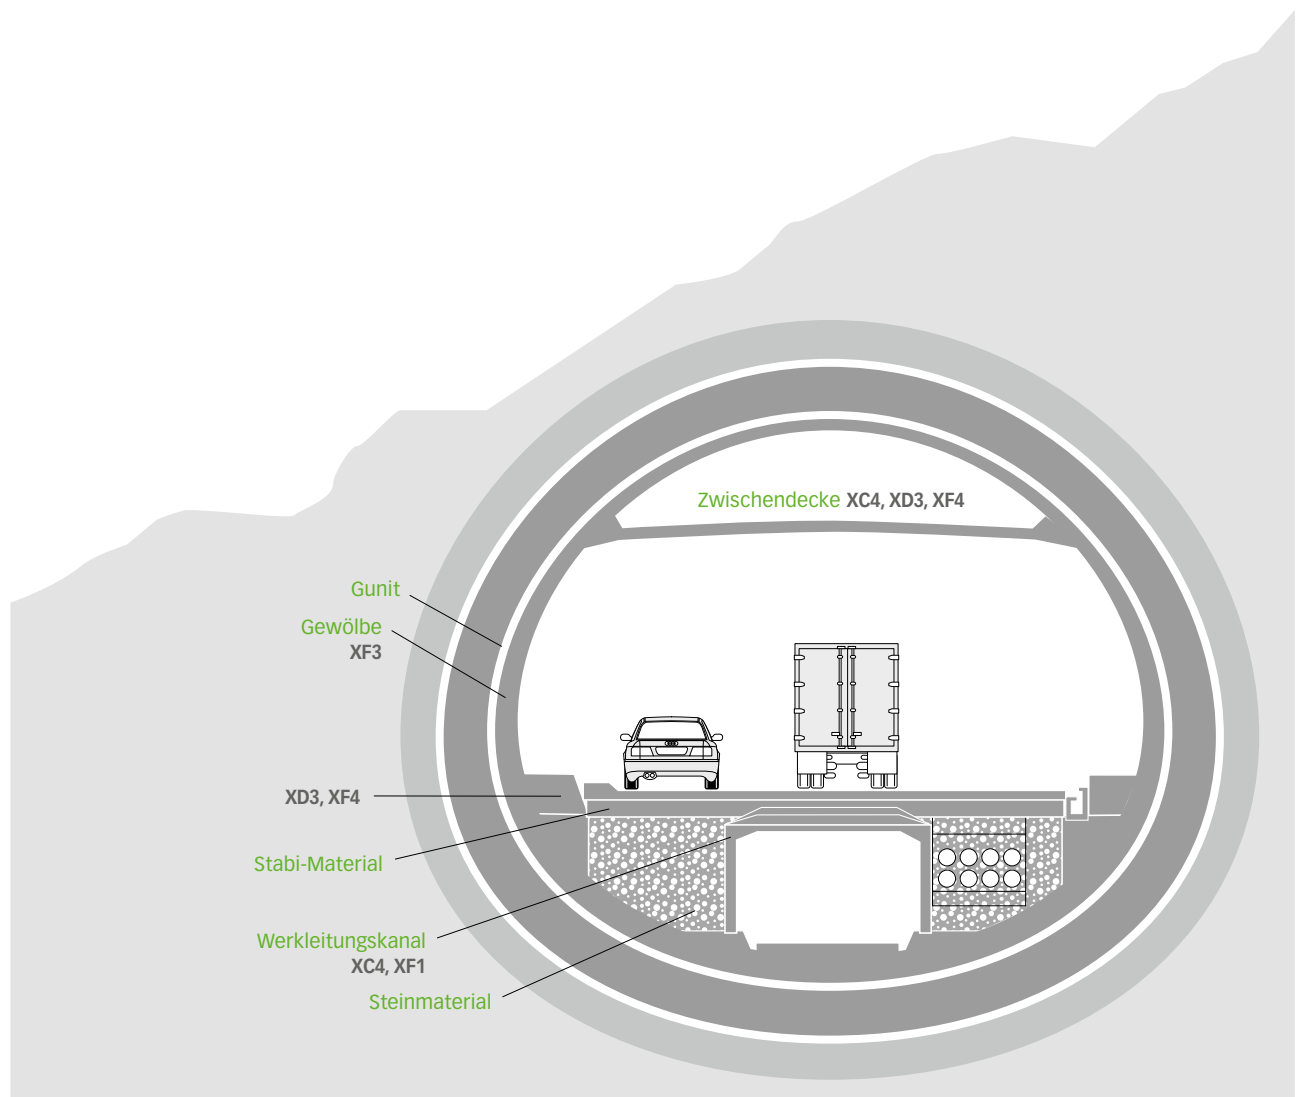 Zwischendecke XC4, XD3, XF4
Gunit
Gewölbe
XF3
XD3, XF4
Stabi-Material
Werkleitungskanal
XC4, XF1
Steinmaterial